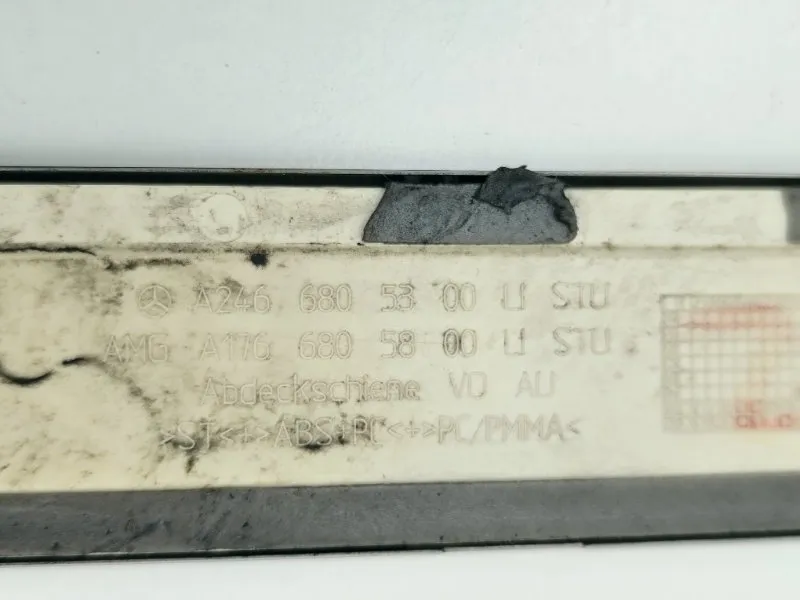 A246 680 53 00 LI STU
AMG A176 680 58 00 LI STU
Abdeckschiene VO AU
>ST<+>ABS+PC<+>PC/PMMA<